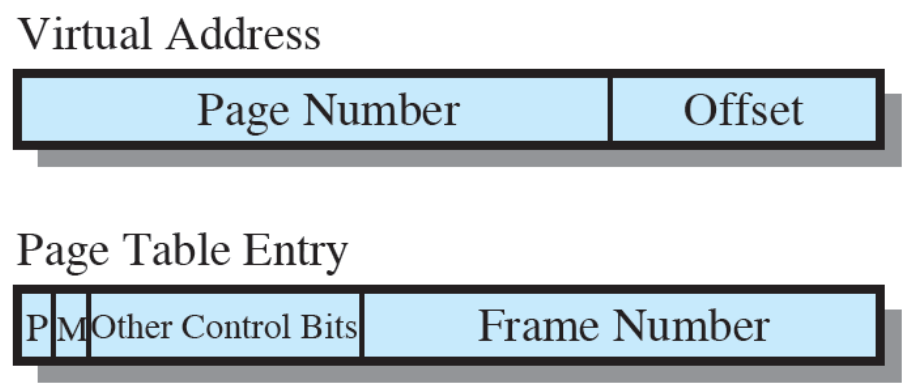 Virtual Address
Page Number Offset
Page Table Entry
P M Other Control Bits Frame Number